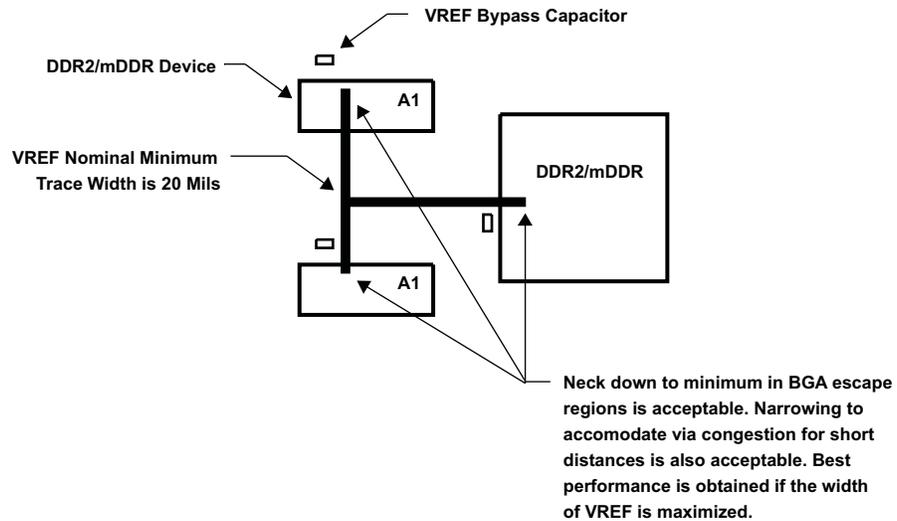 VREF Bypass Capacitor
DDR2/mDDR Device
A1
VREF Nominal Minimum
Trace Width is 20 Mils
DDR2/mDDR
A1
Neck down to minimum in BGA escape
regions is acceptable. Narrowing to
accomodate via congestion for short
distances is also acceptable. Best
performance is obtained if the width
of VREF is maximized.